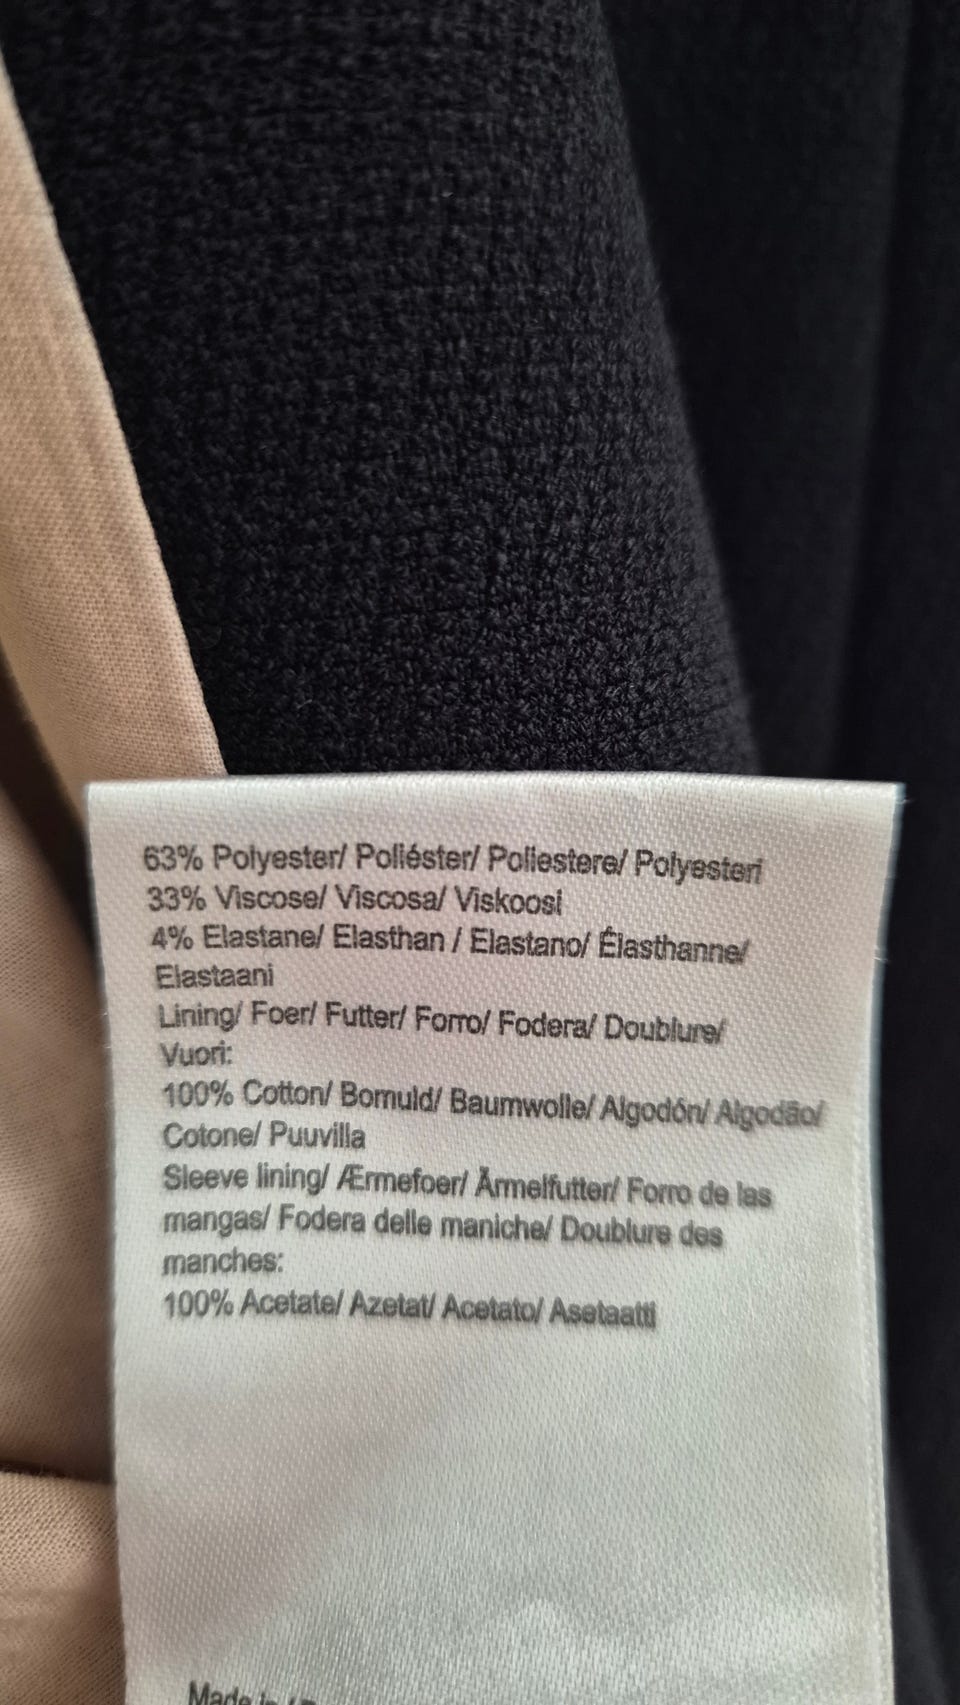 63% Polyester/ Poliéster/ Poliestere/ Polyesteri
33% Viscose/ Viscosa/ Viskoosi
4% Elastane/ Elasthan / Elastano/ Élasthanne/
Elastaani
Lining/ Foer/ Futter/ Forro/ Fodera/ Doublure/
Vuori:
100% Cotton/ Bomuld/ Baumwolle/ Algodón/ Algodão/
Cotone/ Puuvilla
Sleeve lining/ Ærmefoer/ Ärmelfutter/ Forro de las
mangas/ Fodera delle maniche/ Doublure des
manches:
100% Acetate/ Azetat/ Acetato/ Asetaatti
Made in /